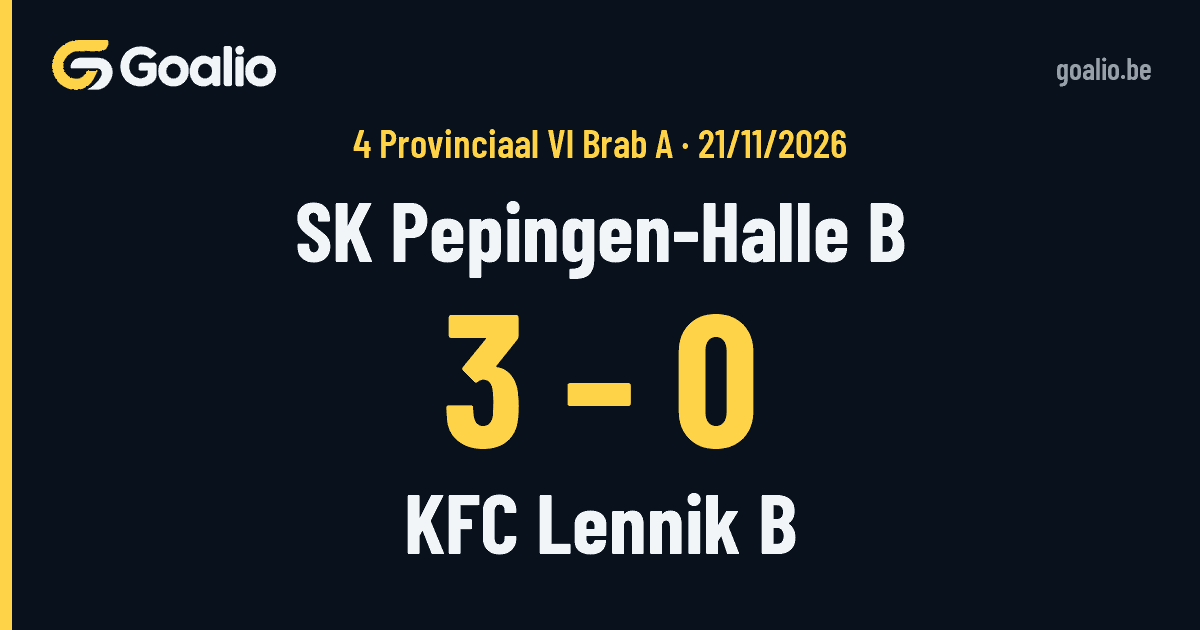 Goalio
goalio.be
4 Provinciaal Vl Brab A · 21/11/2026
SK Pepingen-Halle B
3 – 0
KFC Lennik B